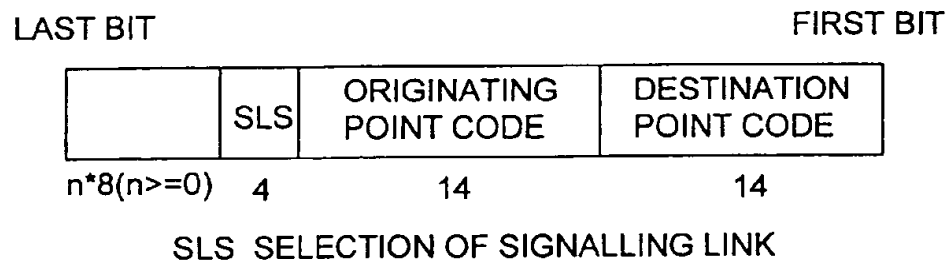 LAST BIT FIRST BIT
SLS ORIGINATING POINT CODE DESTINATION POINT CODE
n*8(n>=0) 4 14 14
SLS SELECTION OF SIGNALLING LINK